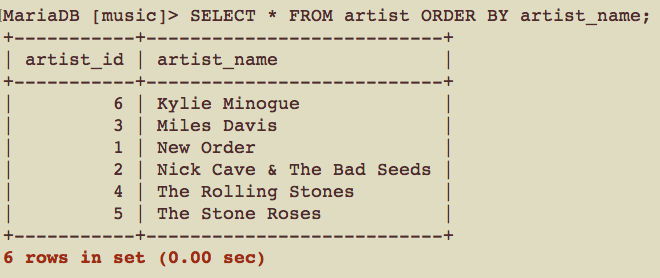 MariaDB [music]> SELECT * FROM artist ORDER BY artist_name;
+-----------+---------------------------+
| artist_id | artist_name               |
+-----------+---------------------------+
|         6 | Kylie Minogue             |
|         3 | Miles Davis               |
|         1 | New Order                 |
|         2 | Nick Cave & The Bad Seeds |
|         4 | The Rolling Stones        |
|         5 | The Stone Roses           |
+-----------+---------------------------+
6 rows in set (0.00 sec)